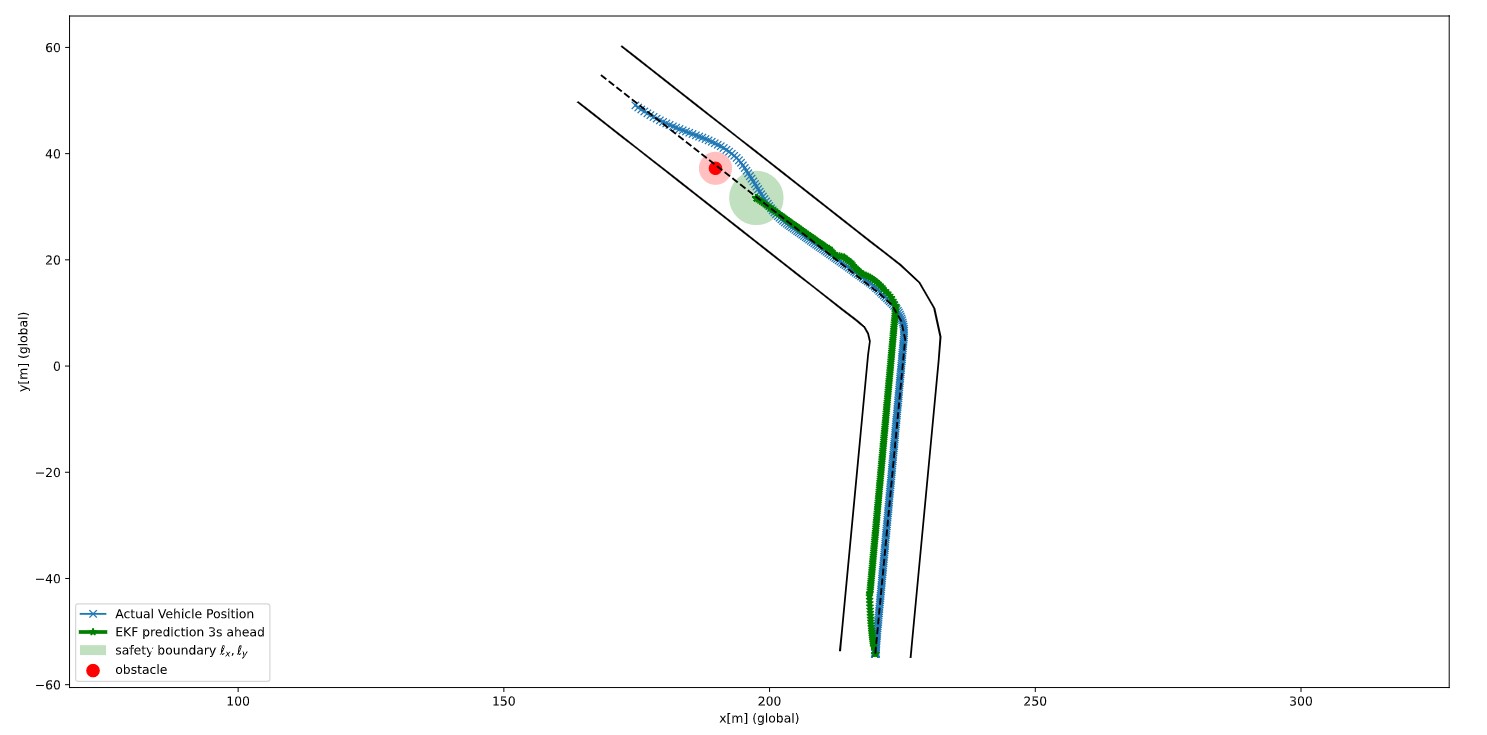 60
40
20
0
−20
−40
−60
y[m] (global)
Actual Vehicle Position
EKF prediction 3s ahead
safety boundary ℓx, ℓy
obstacle
100 150 200 250 300
x[m] (global)